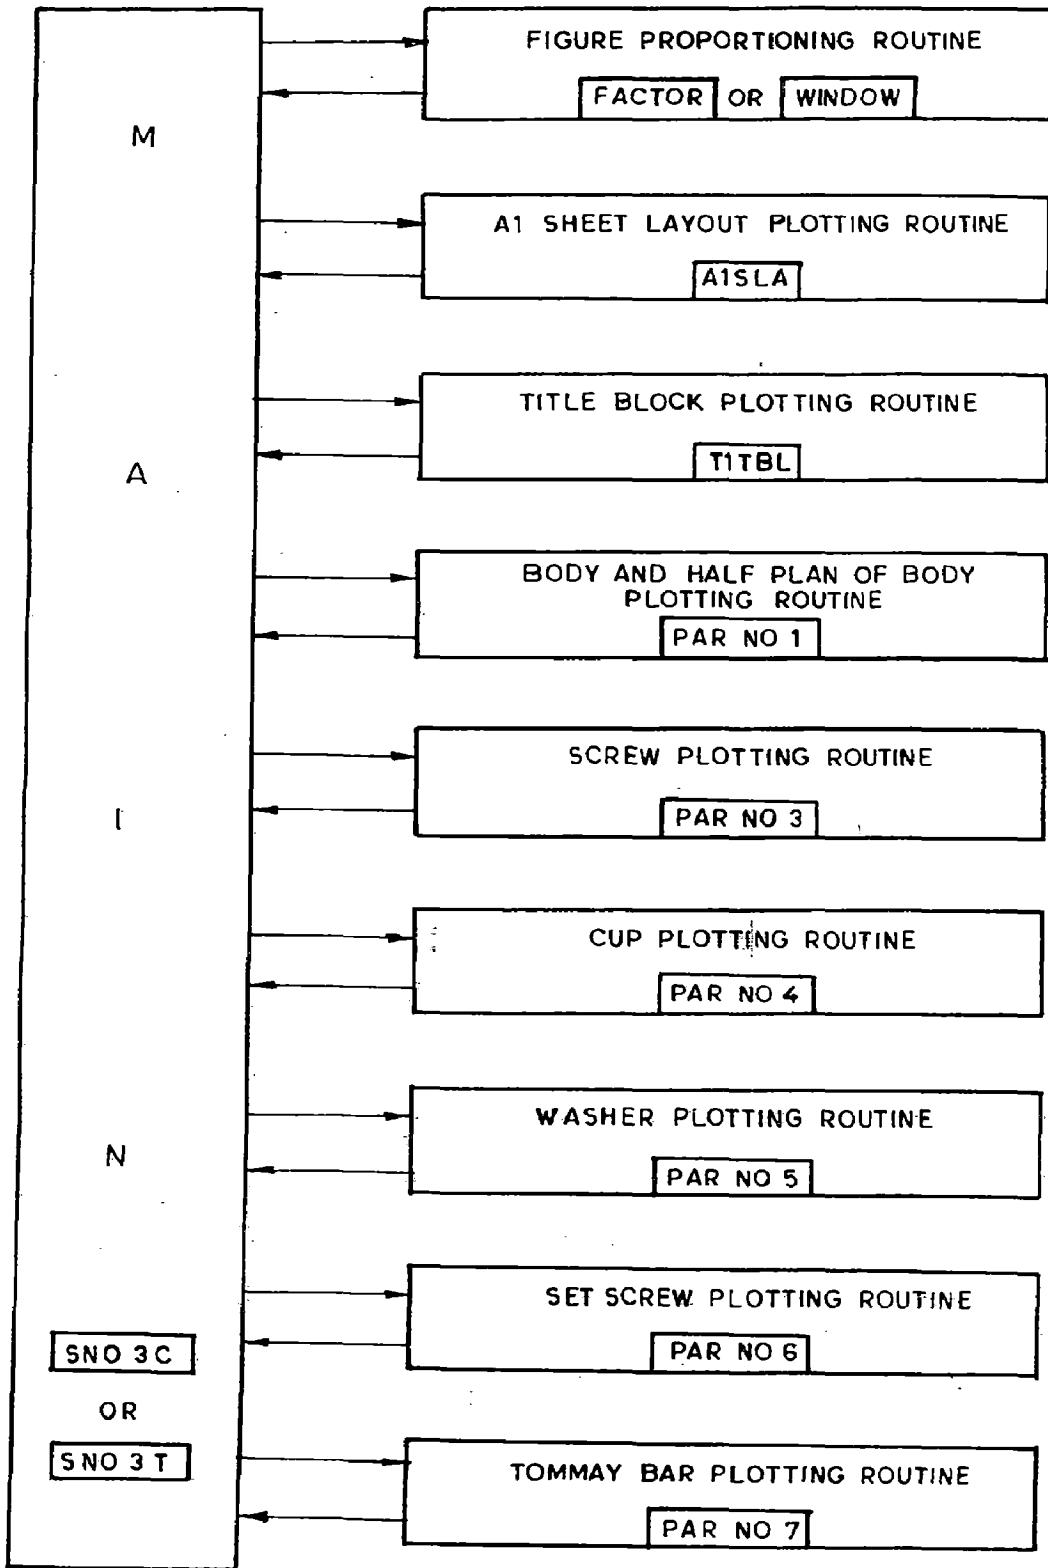 M
A
I
N
SNO 3C
OR
SNO 3T
FIGURE PROPORTIONING ROUTINE
FACTOR OR WINDOW
A1 SHEET LAYOUT PLOTTING ROUTINE
A1SLA
TITLE BLOCK PLOTTING ROUTINE
T1TBL
BODY AND HALF PLAN OF BODY
PLOTTING ROUTINE
PAR NO 1
SCREW PLOTTING ROUTINE
PAR NO 3
CUP PLOTTING ROUTINE
PAR NO 4
WASHER PLOTTING ROUTINE
PAR NO 5
SET SCREW PLOTTING ROUTINE
PAR NO 6
TOMMAY BAR PLOTTING ROUTINE
PAR NO 7